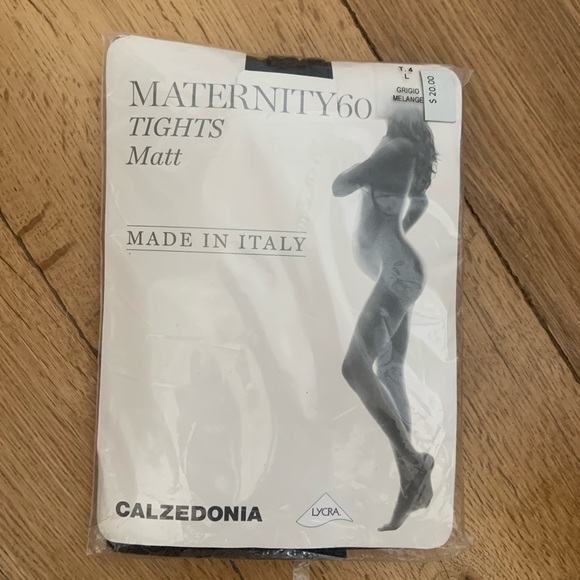 MATERNITY60
TIGHTS
Matt
T. 4
L
GRIGIO
MELANGE
$ 20.00
MADE IN ITALY
CALZEDONIA
LYCRA.